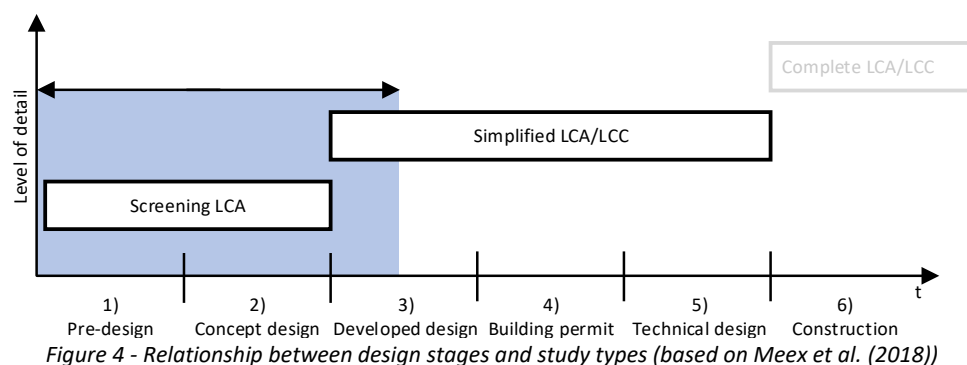 Complete LCA/LCC
Level of detail
Simplified LCA/LCC
Screening LCA
t
1) 2) 3) 4) 5) 6)
Pre-design Concept design Developed design Building permit Technical design Construction
Figure 4 - Relationship between design stages and study types (based on Meex et al. (2018))